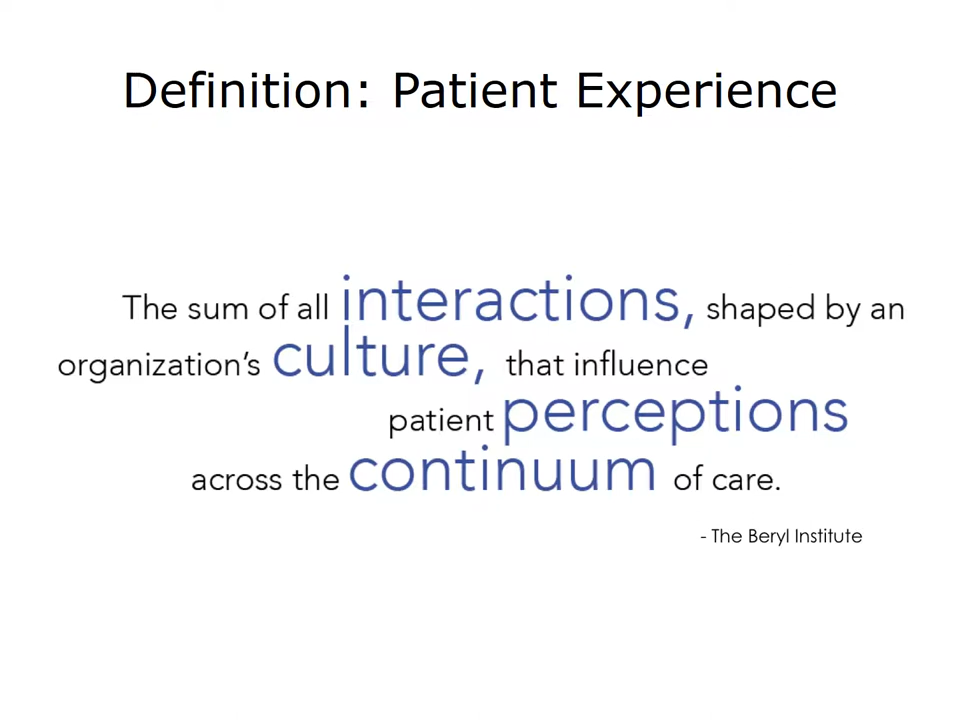 Definition: Patient Experience
The sum of all interactions, shaped by an
organization’s culture, that influence
patient perceptions
across the continuum of care.
- The Beryl Institute